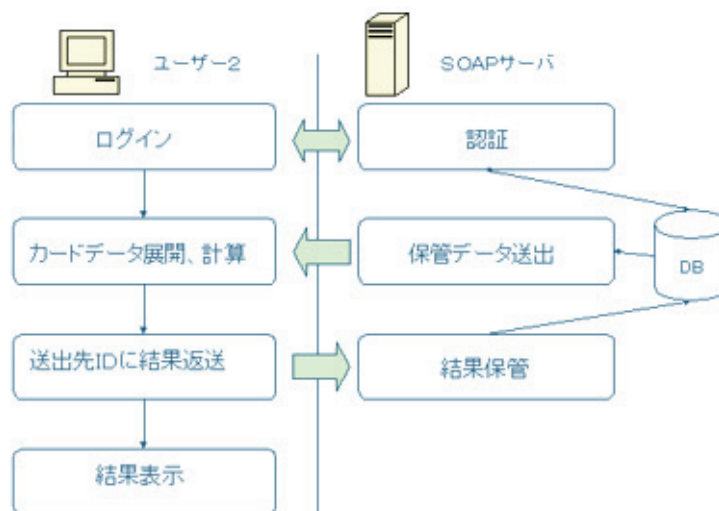 ユーザー2
SOAPサーバ
ログイン
認証
カードデータ展開、計算
保管データ送出
DB
送出先IDに結果返送
結果保管
結果表示